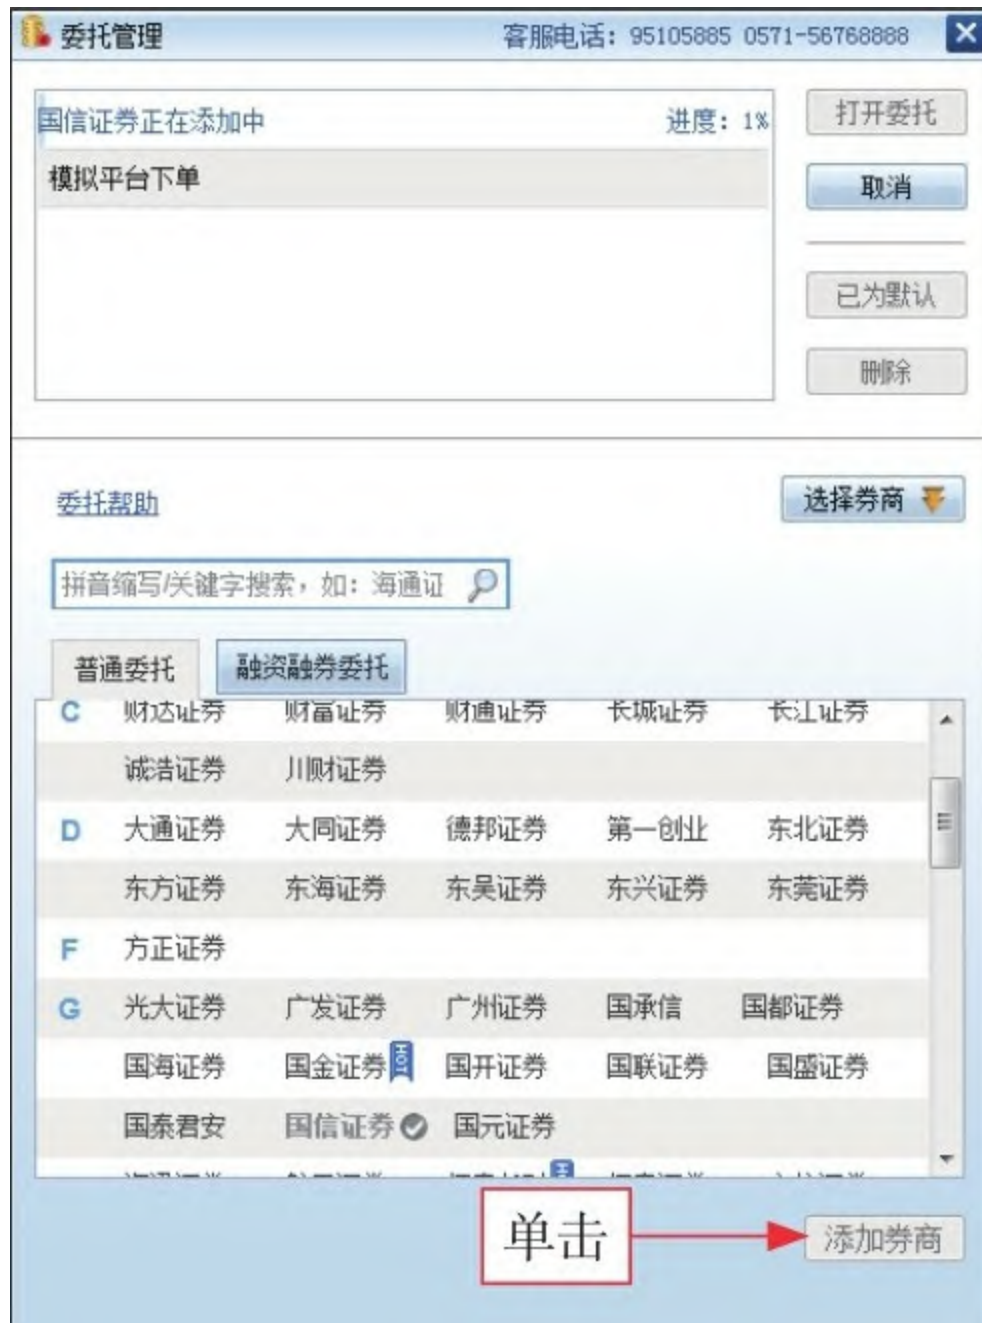 委托管理 客服电话：95105885 0571-56768888
国信证券正在添加中 进度：1% 打开委托
模拟平台下单 取消
已为默认
删除
委托帮助 选择券商
拼音缩写/关键字搜索，如：海通证
普通委托 融资融券委托
C 财达证券 财富证券 财通证券 长城证券 长江证券
诚浩证券 川财证券
D 大通证券 大同证券 德邦证券 第一创业 东北证券
东方证券 东海证券 东吴证券 东兴证券 东莞证券
F 方正证券
G 光大证券 广发证券 广州证券 国承信 国都证券
国海证券 国金证券 HOT 国开证券 国联证券 国盛证券
国泰君安 国信证券 国元证券
单击 添加券商